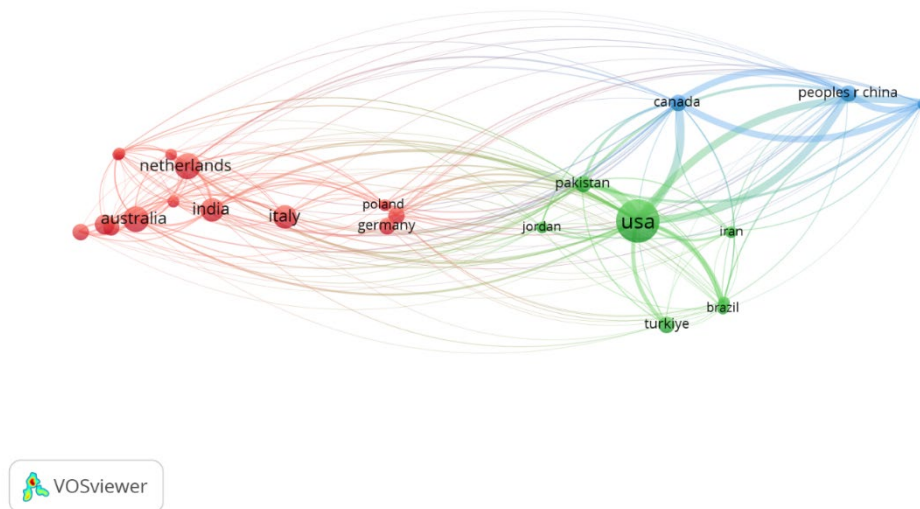 peoples r china
canada
netherlands
pakistan
poland
australia
india
italy
germany
jordan
usa
iran
brazil
turkiye
VOSviewer